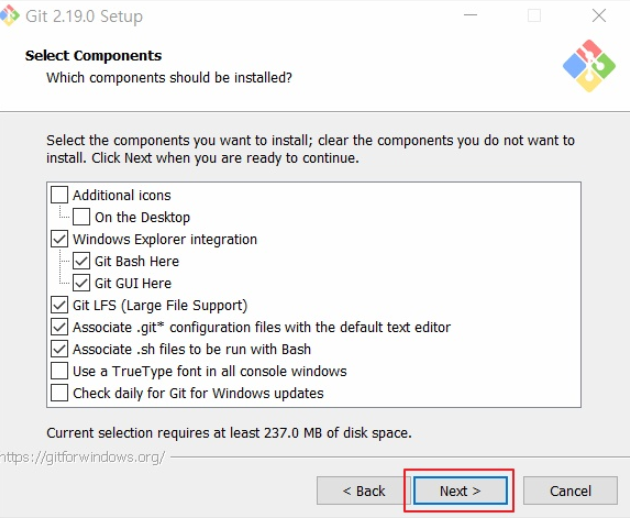 Git 2.19.0 Setup
Select Components
Which components should be installed?
Select the components you want to install; clear the components you do not want to
install. Click Next when you are ready to continue.
Additional icons
On the Desktop
Windows Explorer integration
Git Bash Here
Git GUI Here
Git LFS (Large File Support)
Associate .git* configuration files with the default text editor
Associate .sh files to be run with Bash
Use a TrueType font in all console windows
Check daily for Git for Windows updates
Current selection requires at least 237.0 MB of disk space.
https://gitforwindows.org/
< Back
Next >
Cancel